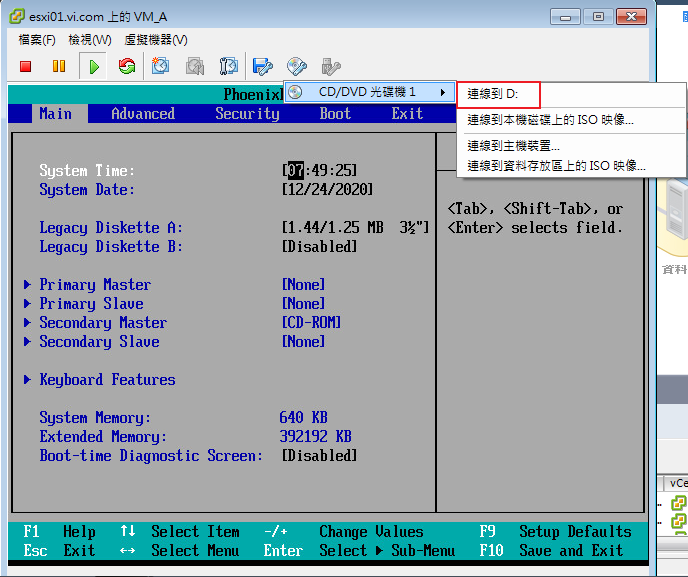 esxi01.vi.com 上的 VM_A
檔案(F) 檢視(W) 虛擬機器(V)
CD/DVD 光碟機 1
連線到 D:
連線到本機磁碟上的 ISO 映像...
連線到主機裝置...
連線到資料存放區上的 ISO 映像...
Phoenix
Main Advanced Security Boot Exit
System Time: [07:49:25]
System Date: [12/24/2020]
<Tab>, <Shift-Tab>, or
<Enter> selects field.
Legacy Diskette A: [1.44/1.25 MB 3½"]
Legacy Diskette B: [Disabled]
Primary Master [None]
Primary Slave [None]
Secondary Master [CD-ROM]
Secondary Slave [None]
Keyboard Features
System Memory: 640 KB
Extended Memory: 392192 KB
Boot-time Diagnostic Screen: [Disabled]
F1 Help ↑↓ Select Item -/+ Change Values F9 Setup Defaults
Esc Exit ↔ Select Menu Enter Select ▶ Sub-Menu F10 Save and Exit
資料
vCe